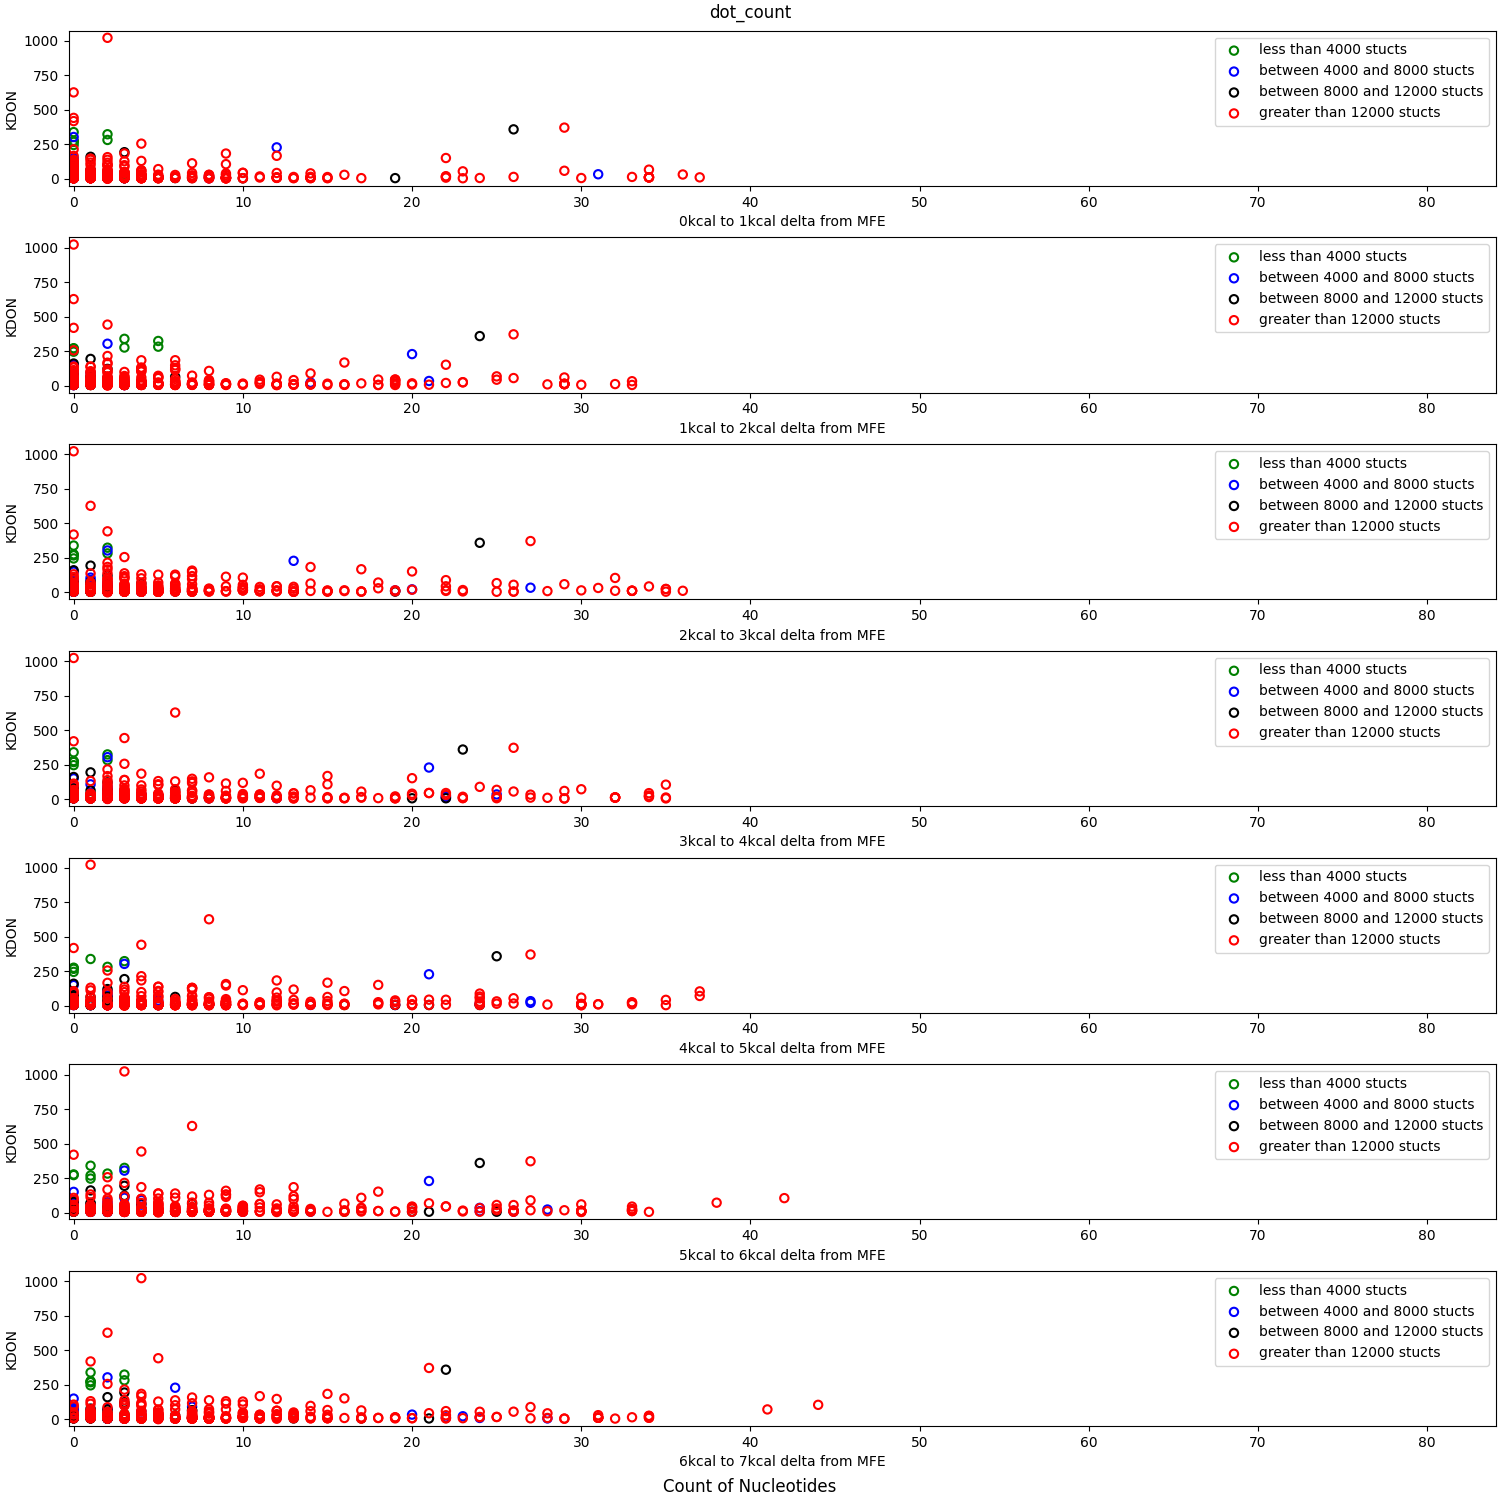 dot_count
1000
750
500
250
0
KDON
less than 4000 stucts
between 4000 and 8000 stucts
between 8000 and 12000 stucts
greater than 12000 stucts
0 10 20 30 40 50 60 70 80
0kcal to 1kcal delta from MFE
1000
750
500
250
0
KDON
less than 4000 stucts
between 4000 and 8000 stucts
between 8000 and 12000 stucts
greater than 12000 stucts
0 10 20 30 40 50 60 70 80
1kcal to 2kcal delta from MFE
1000
750
500
250
0
KDON
less than 4000 stucts
between 4000 and 8000 stucts
between 8000 and 12000 stucts
greater than 12000 stucts
0 10 20 30 40 50 60 70 80
2kcal to 3kcal delta from MFE
1000
750
500
250
0
KDON
less than 4000 stucts
between 4000 and 8000 stucts
between 8000 and 12000 stucts
greater than 12000 stucts
0 10 20 30 40 50 60 70 80
3kcal to 4kcal delta from MFE
1000
750
500
250
0
KDON
less than 4000 stucts
between 4000 and 8000 stucts
between 8000 and 12000 stucts
greater than 12000 stucts
0 10 20 30 40 50 60 70 80
4kcal to 5kcal delta from MFE
1000
750
500
250
0
KDON
less than 4000 stucts
between 4000 and 8000 stucts
between 8000 and 12000 stucts
greater than 12000 stucts
0 10 20 30 40 50 60 70 80
5kcal to 6kcal delta from MFE
1000
750
500
250
0
KDON
less than 4000 stucts
between 4000 and 8000 stucts
between 8000 and 12000 stucts
greater than 12000 stucts
0 10 20 30 40 50 60 70 80
6kcal to 7kcal delta from MFE
Count of Nucleotides